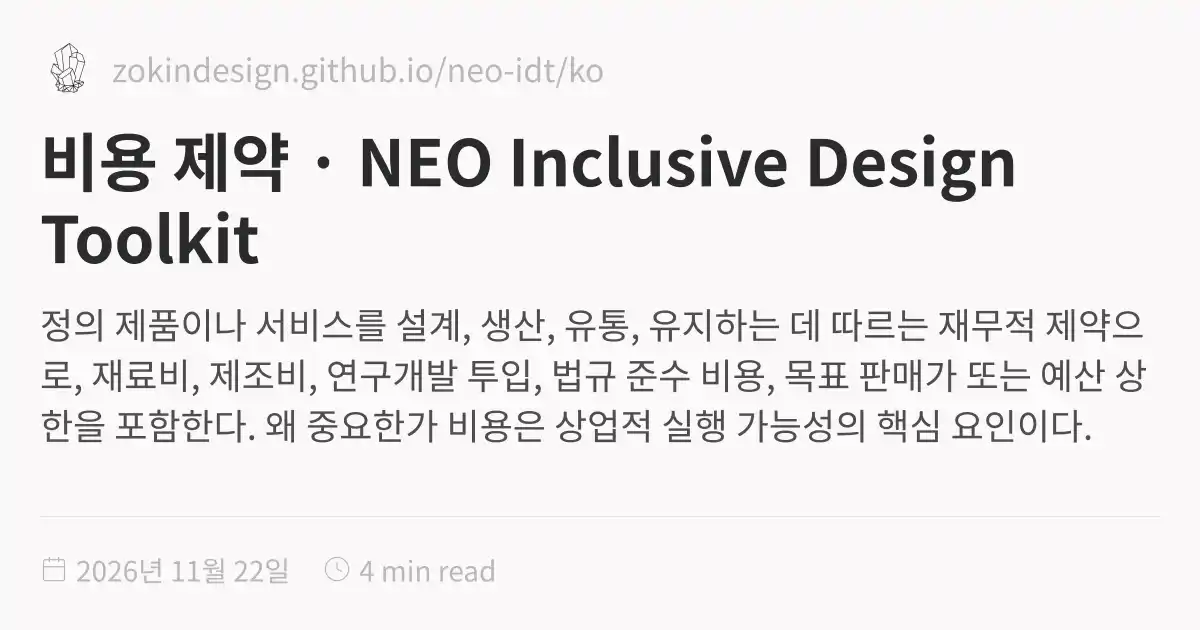 zokindesign.github.io/neo-idt/ko
비용 제약 · NEO Inclusive Design
Toolkit
정의 제품이나 서비스를 설계, 생산, 유통, 유지하는 데 따르는 재무적 제약으
로, 재료비, 제조비, 연구개발 투입, 법규 준수 비용, 목표 판매가 또는 예산 상
한을 포함한다. 왜 중요한가 비용은 상업적 실행 가능성의 핵심 요인이다.
2026년 11월 22일 4 min read